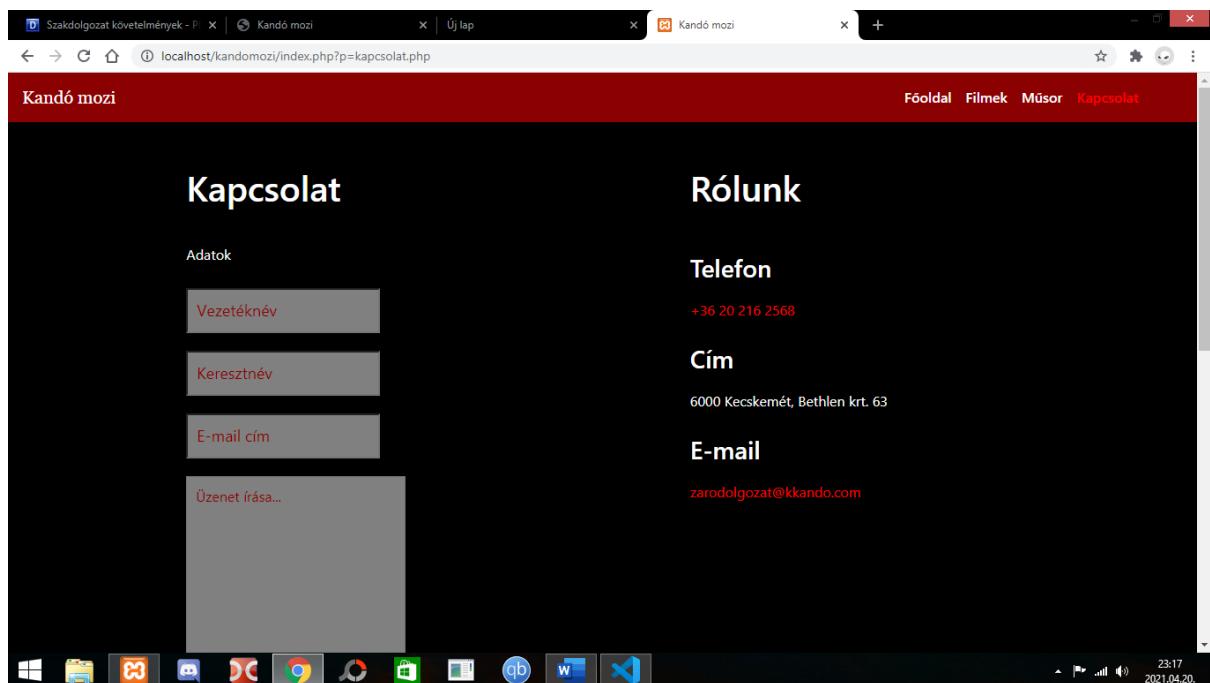 Szakdolgozat követelmények - P
Kandó mozi
Új lap
Kandó mozi
localhost/kandomozi/index.php?p=kapcsolat.php
Kandó mozi
Főoldal Filmek Műsor Kapcsolat
Kapcsolat
Adatok
Vezetéknév
Keresztnév
E-mail cím
Üzenet írása...
Rólunk
Telefon
+36 20 216 2568
Cím
6000 Kecskemét, Bethlen krt. 63
E-mail
zarodolgozat@kkando.com
qb
23:17
2021.04.20.